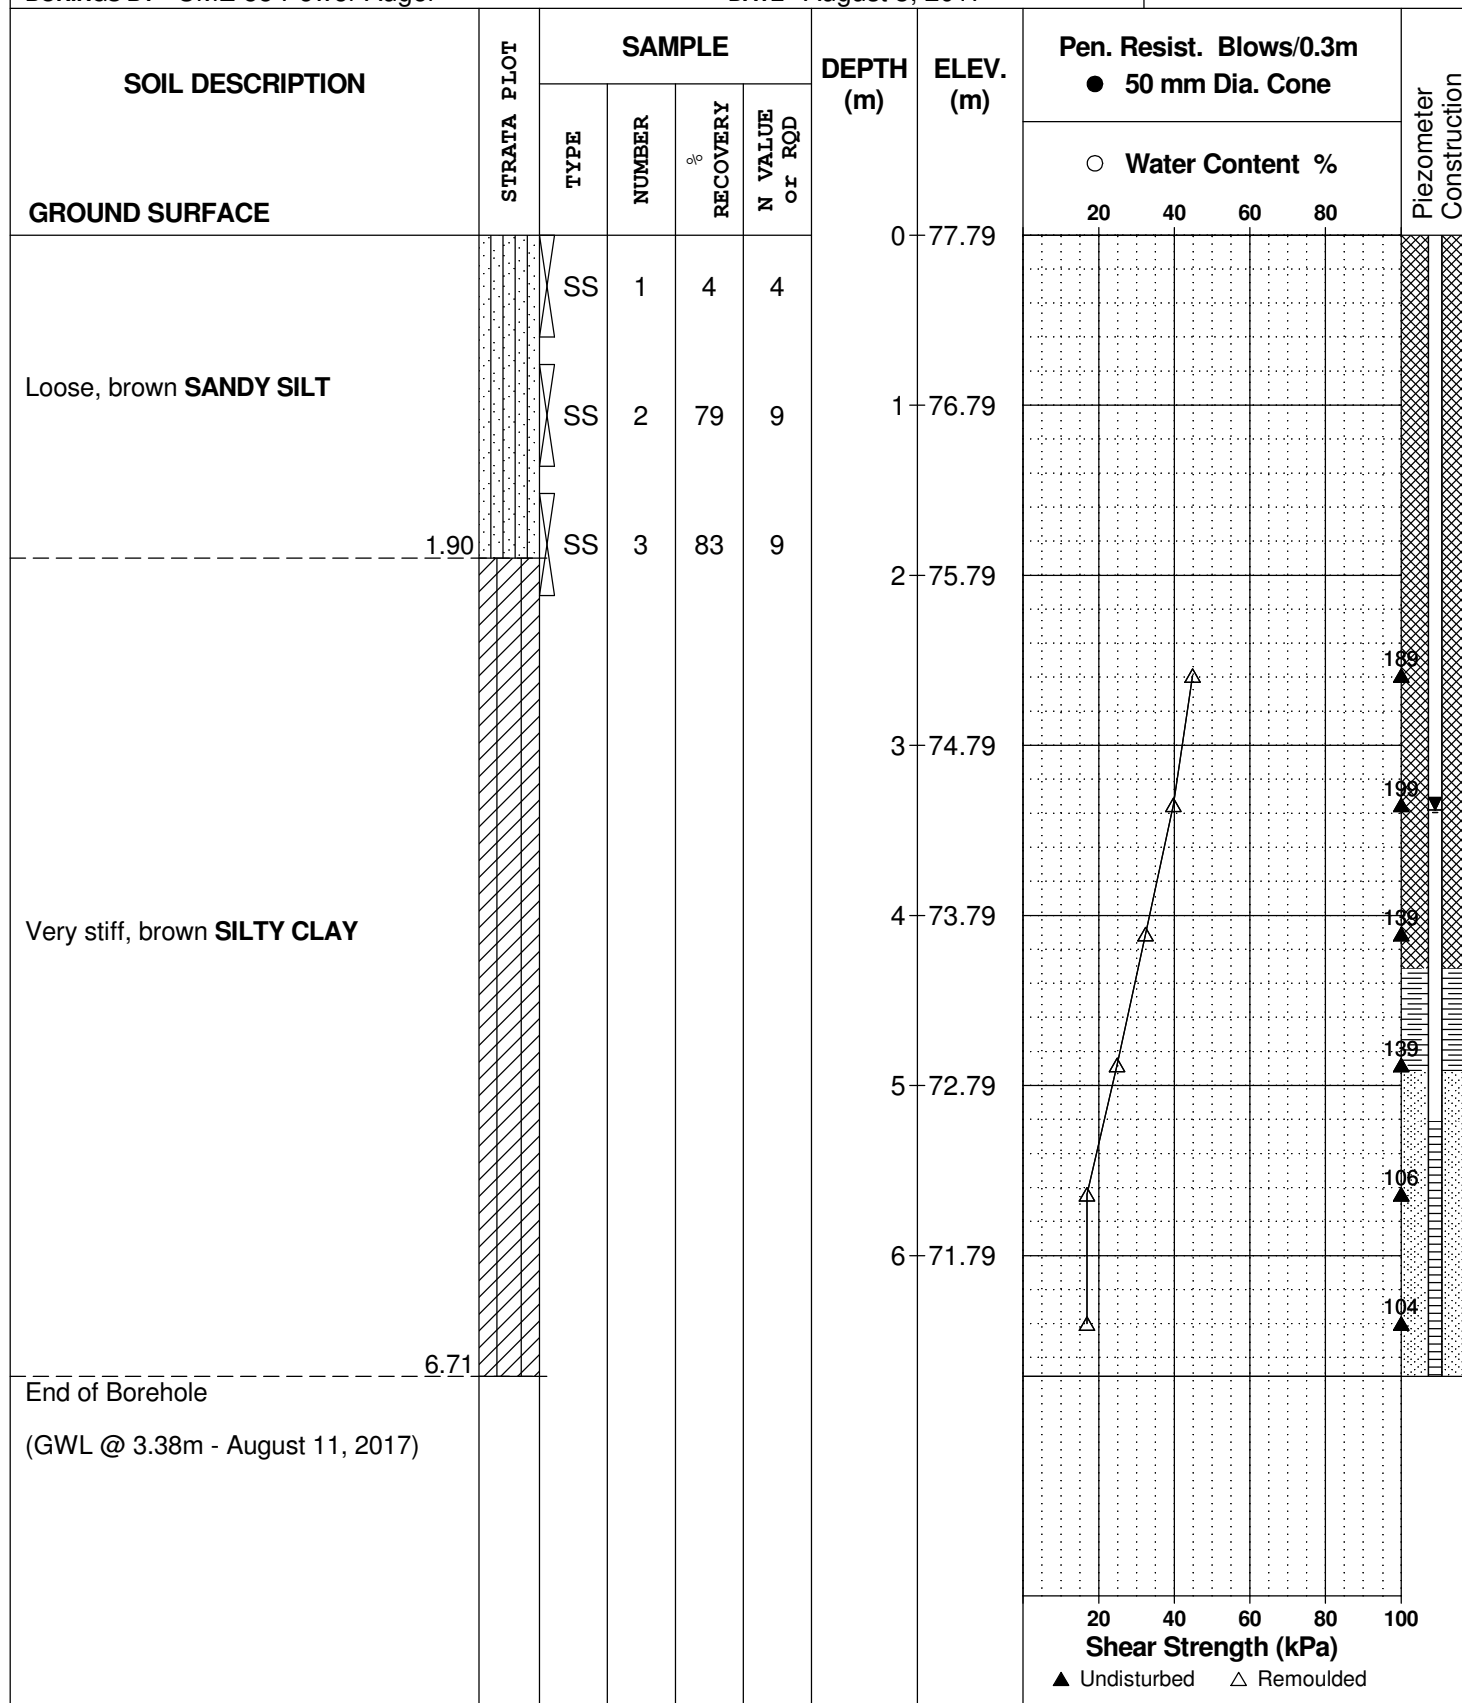 SOIL DESCRIPTION
GROUND SURFACE
STRATA PLOT
SAMPLE
TYPE
NUMBER
%
RECOVERY
N VALUE
or RQD
DEPTH
(m)
ELEV.
(m)
Pen. Resist. Blows/0.3m
● 50 mm Dia. Cone
○ Water Content %
20 40 60 80
Piezometer
Construction
0 77.79
SS 1 4 4
Loose, brown SANDY SILT
1 76.79
SS 2 79 9
1.90
SS 3 83 9
2 75.79
189
3 74.79
199
Very stiff, brown SILTY CLAY
4 73.79
139
139
5 72.79
106
6 71.79
104
6.71
End of Borehole
(GWL @ 3.38m - August 11, 2017)
20 40 60 80 100
Shear Strength (kPa)
▲ Undisturbed △ Remoulded